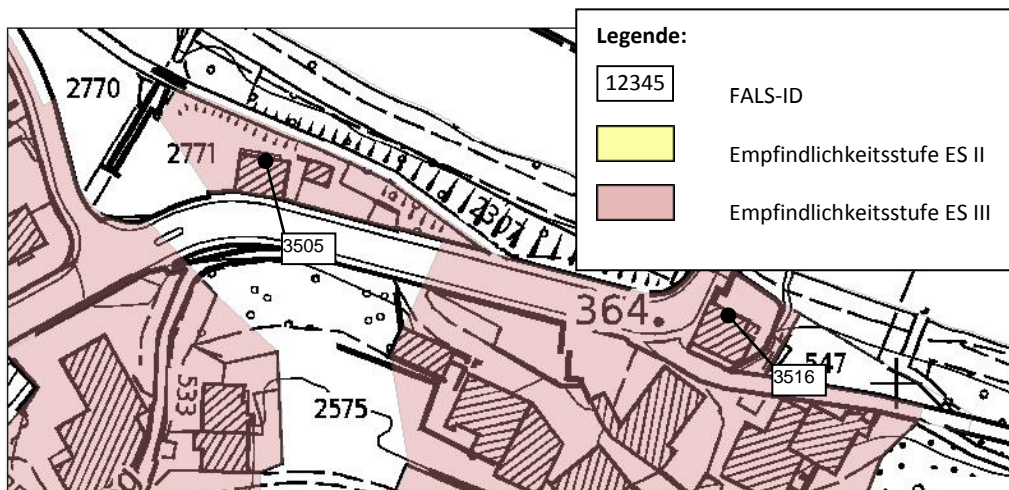 Legende:
12345
FALS-ID
Empfindlichkeitsstufe ES II
Empfindlichkeitsstufe ES III
2770
2771
3505
364.
3516
547
533
2575